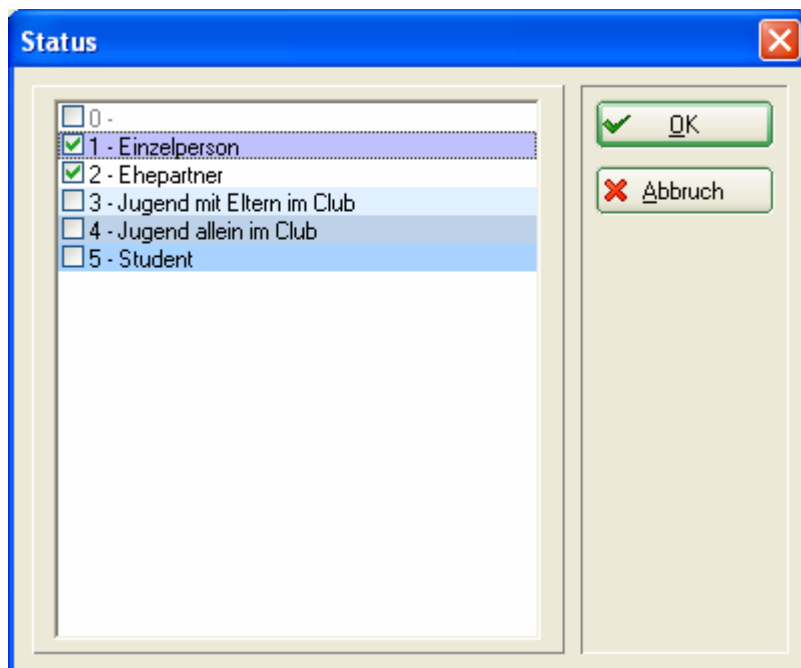 Status
0 -
1 - Einzelperson
2 - Ehepartner
3 - Jugend mit Eltern im Club
4 - Jugend allein im Club
5 - Student
OK
Abbruch